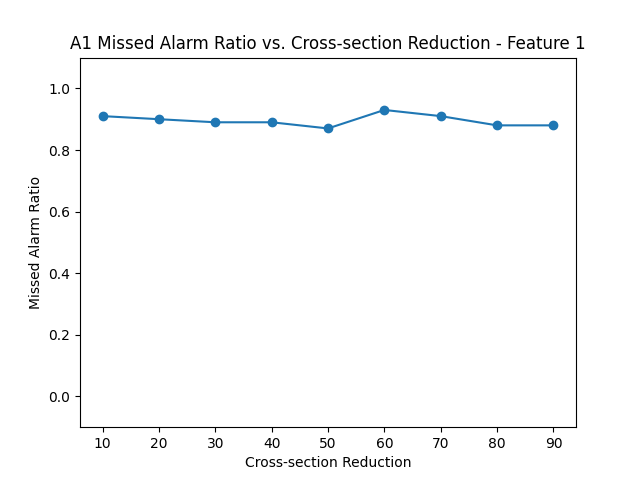 A1 Missed Alarm Ratio vs. Cross-section Reduction - Feature 1
1.0
0.8
0.6
0.4
0.2
0.0
Missed Alarm Ratio
10 20 30 40 50 60 70 80 90
Cross-section Reduction